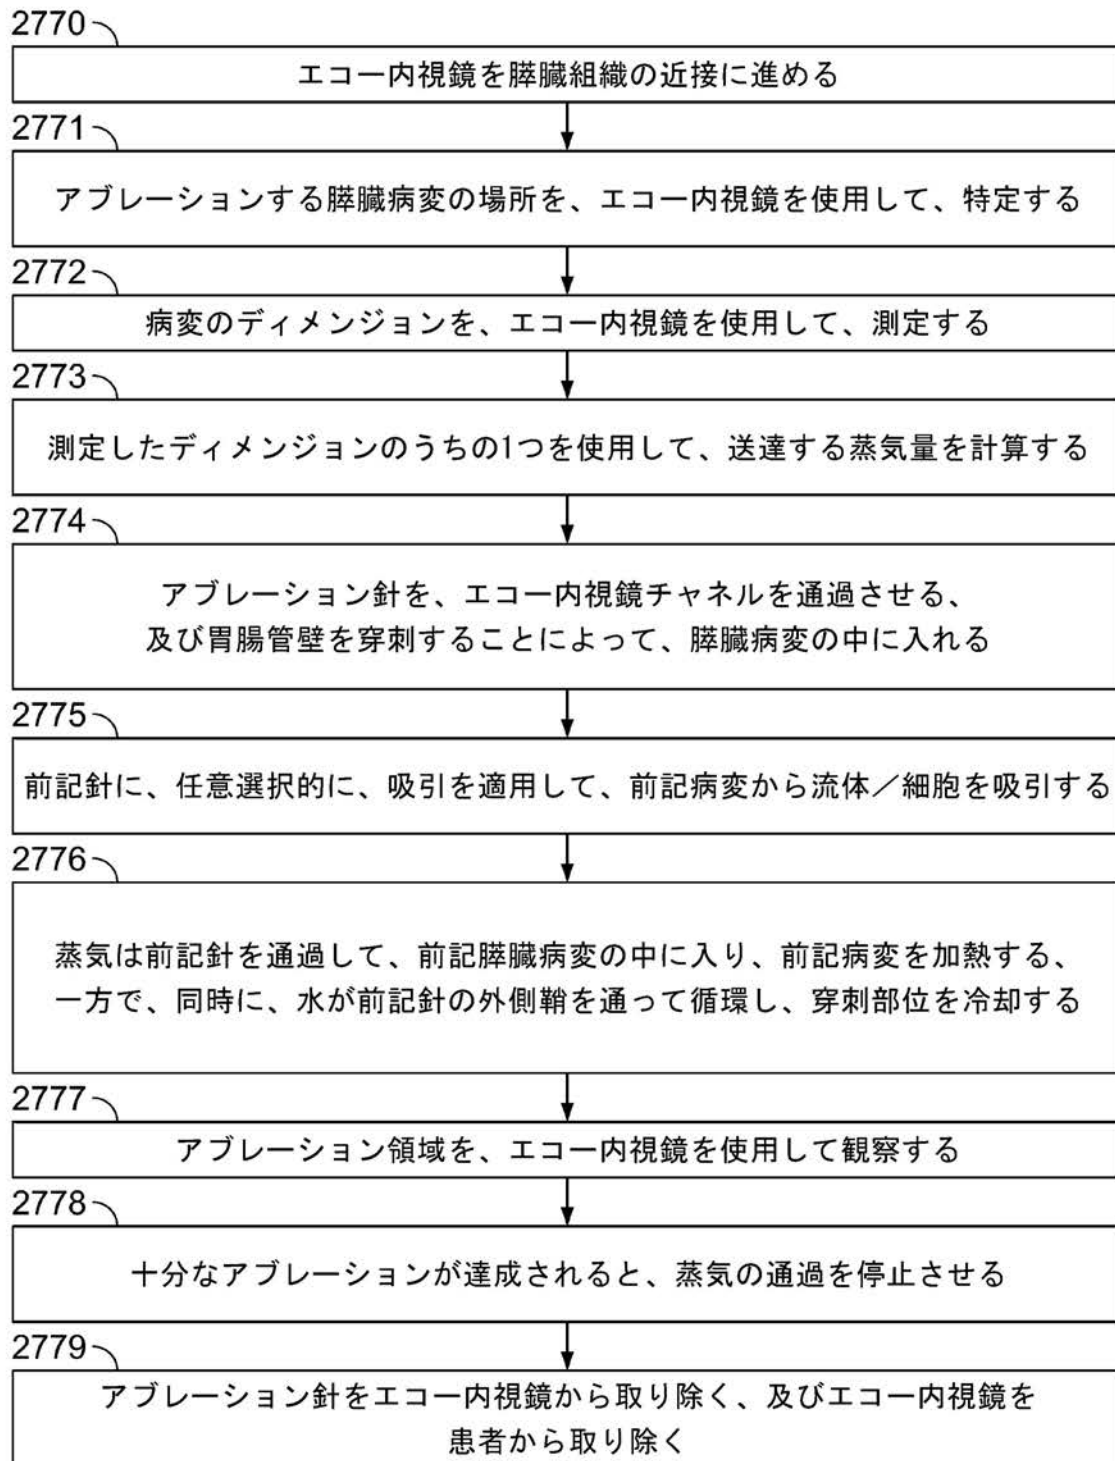 2770
エコー内視鏡を膵臓組織の近接に進める
2771
アブレーションする膵臓病変の場所を、エコー内視鏡を使用して、特定する
2772
病変のディメンジョンを、エコー内視鏡を使用して、測定する
2773
測定したディメンジョンのうちの1つを使用して、送達する蒸気量を計算する
2774
アブレーション針を、エコー内視鏡チャネルを通過させる、
及び胃腸管壁を穿刺することによって、膵臓病変の中に入れる
2775
前記針に、任意選択的に、吸引を適用して、前記病変から流体／細胞を吸引する
2776
蒸気は前記針を通過して、前記膵臓病変の中に入り、前記病変を加熱する、
一方で、同時に、水が前記針の外側鞘を通って循環し、穿刺部位を冷却する
2777
アブレーション領域を、エコー内視鏡を使用して観察する
2778
十分なアブレーションが達成されると、蒸気の通過を停止させる
2779
アブレーション針をエコー内視鏡から取り除く、及びエコー内視鏡を
患者から取り除く